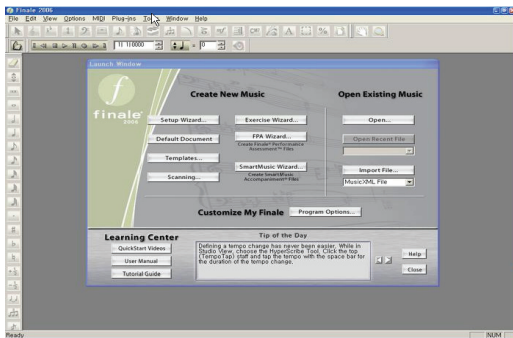 Finale 2006
File Edit View Options MIDI Plug-ins Tools Window Help
Launch Window
Create New Music
Open Existing Music
finale
2006
Setup Wizard...
Exercise Wizard...
Open...
Default Document
FPA Wizard...
Create Finale® Performance
Assessment™ Files
Open Recent File
Templates...
SmartMusic Wizard...
Create SmartMusic
Accompaniment™ Files
Import File...
Scanning...
MusicXML File
Customize My Finale
Program Options...
Learning Center
Tip of the Day
QuickStart Videos
User Manual
Tutorial Guide
Defining a tempo change has never been easier. While in
Studio View, choose the HyperScribe Tool. Click the top
(TempoTap) staff and tap the tempo with the space bar for
the duration of the tempo change.
Help
Close
Ready
NUM